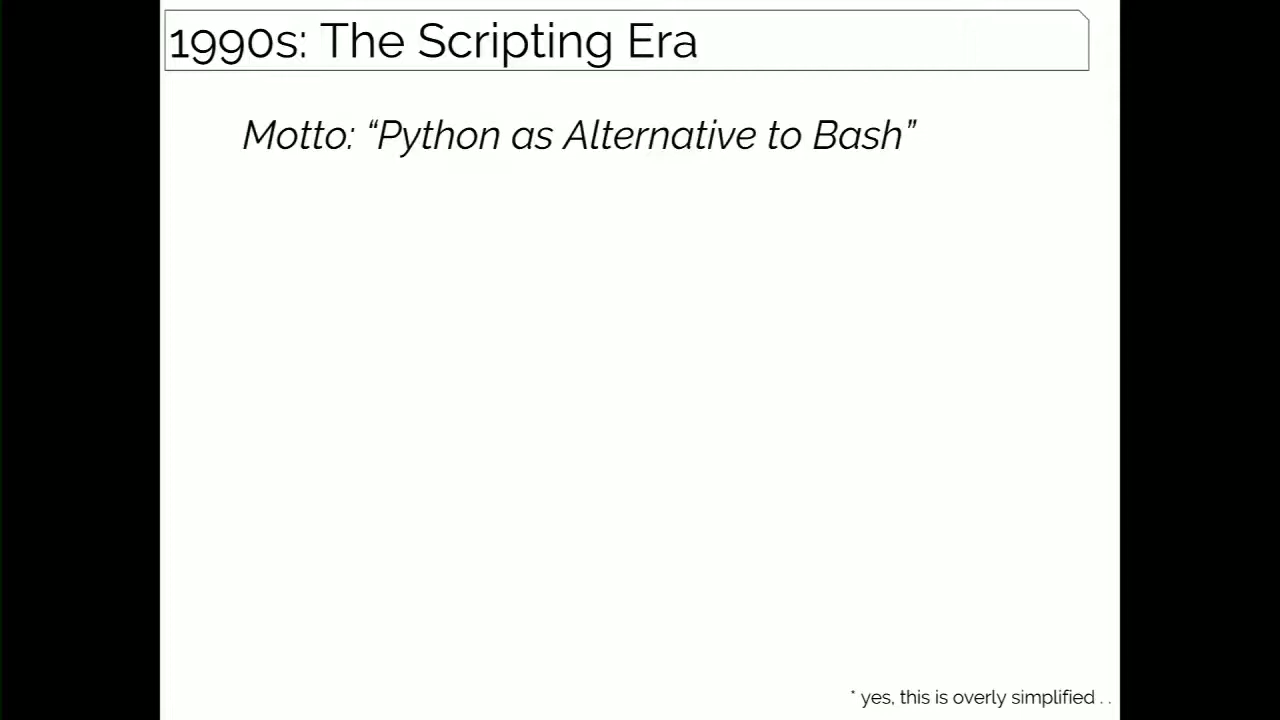 1990s: The Scripting Era
Motto: “Python as Alternative to Bash”
* yes, this is overly simplified . .